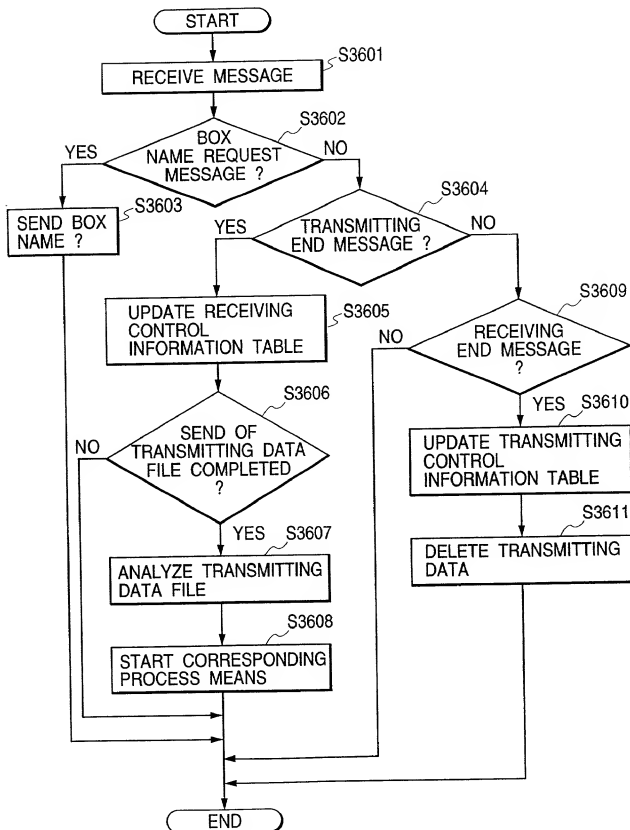 START
S3601
RECEIVE MESSAGE
S3602
BOX
NAME REQUEST
MESSAGE ?
YES
NO
S3603
SEND BOX
NAME ?
S3604
TRANSMITTING
END MESSAGE ?
YES
NO
S3605
UPDATE RECEIVING
CONTROL
INFORMATION TABLE
S3609
RECEIVING
END MESSAGE
?
NO
YES
S3606
SEND OF
TRANSMITTING DATA
FILE COMPLETED
?
NO
YES
S3610
UPDATE TRANSMITTING
CONTROL
INFORMATION TABLE
S3607
ANALYZE TRANSMITTING
DATA FILE
S3611
DELETE TRANSMITTING
DATA
S3608
START CORRESPONDING
PROCESS MEANS
END